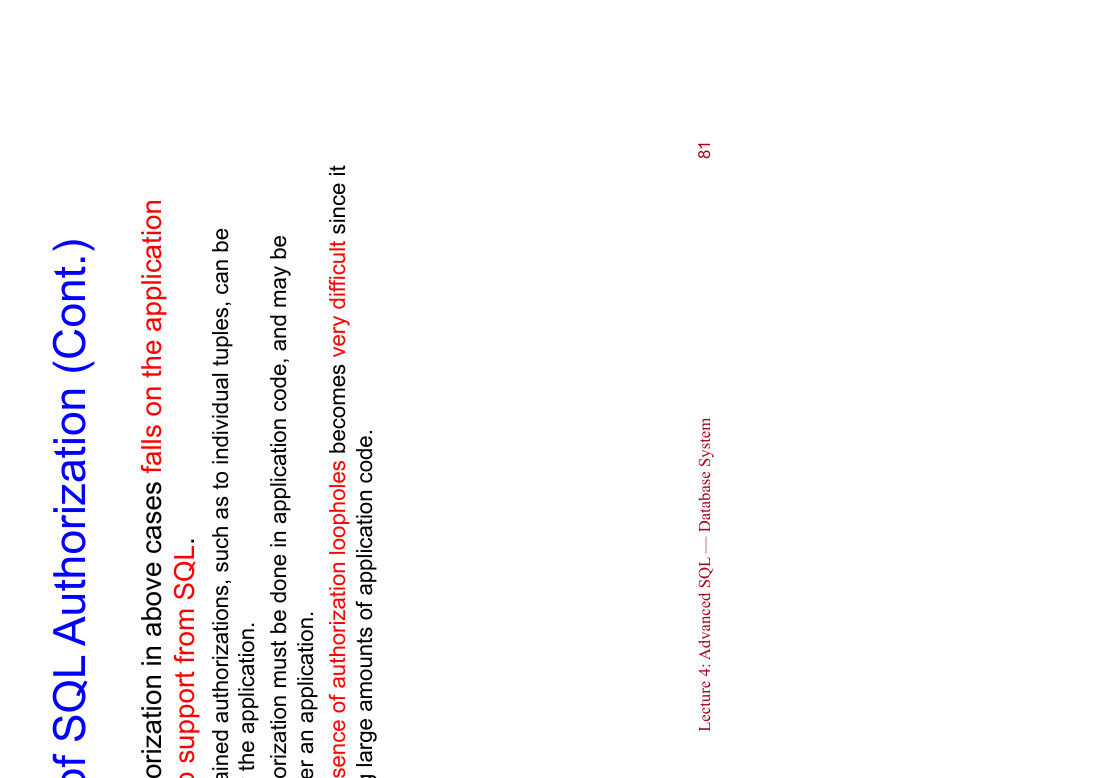 of SQL Authorization (Cont.)
orization in above cases falls on the application
o support from SQL.
ained authorizations, such as to individual tuples, can be
the application.
orization must be done in application code, and may be
er an application.
sence of authorization loopholes becomes very difficult since it
g large amounts of application code.
Lecture 4: Advanced SQL — Database System
81